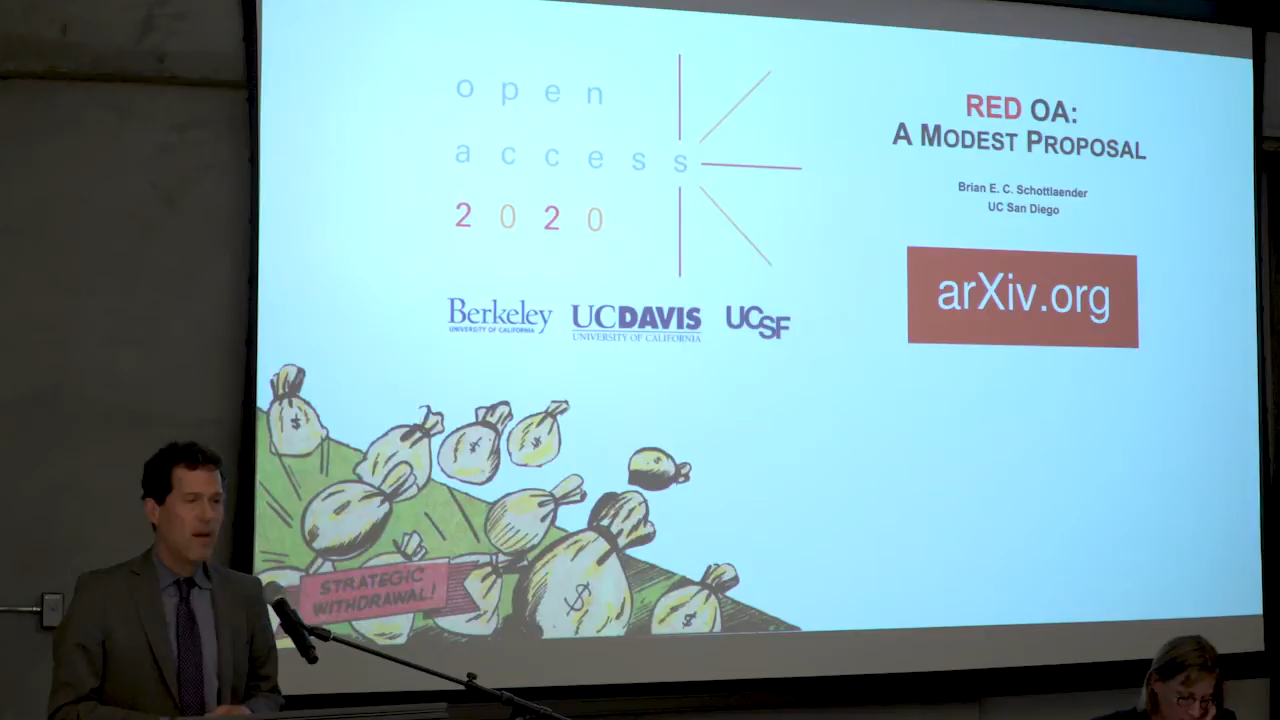 open
access
2020
Berkeley
UNIVERSITY OF CALIFORNIA
UCDAVIS
UNIVERSITY OF CALIFORNIA
UCSF
RED OA:
A MODEST PROPOSAL
Brian E. C. Schottlaender
UC San Diego
arXiv.org
$
$
$
$
$
$
STRATEGIC
WITHDRAWAL!